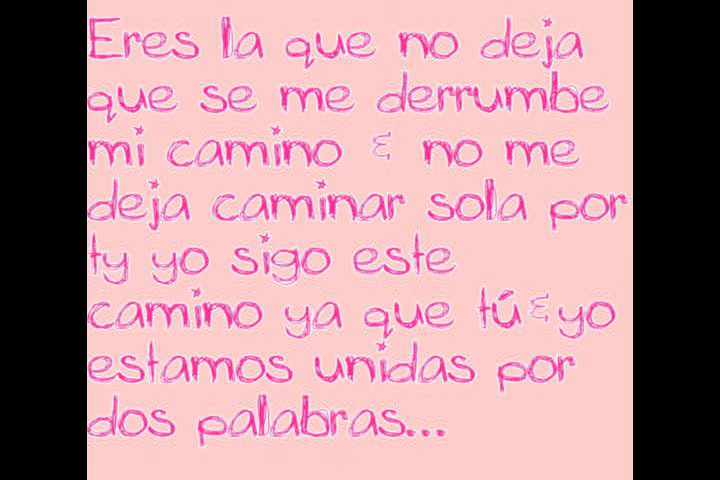 Eres la que no deja
que se me derrumbe
mi camino & no me
deja caminar sola por
ty yo sigo este
camino ya que tú&yo
estamos unidas por
dos palabras...